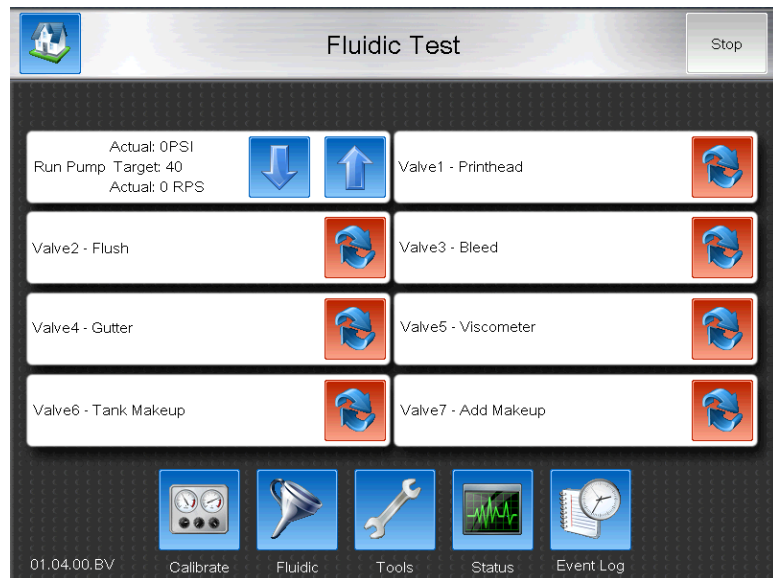 Fluidic Test
Stop
Actual: 0PSI
Run Pump Target: 40
Actual: 0 RPS
Valve1 - Printhead
Valve2 - Flush
Valve3 - Bleed
Valve4 - Gutter
Valve5 - Viscometer
Valve6 - Tank Makeup
Valve7 - Add Makeup
01.04.00.BV
Calibrate
Fluidic
Tools
Status
Event Log